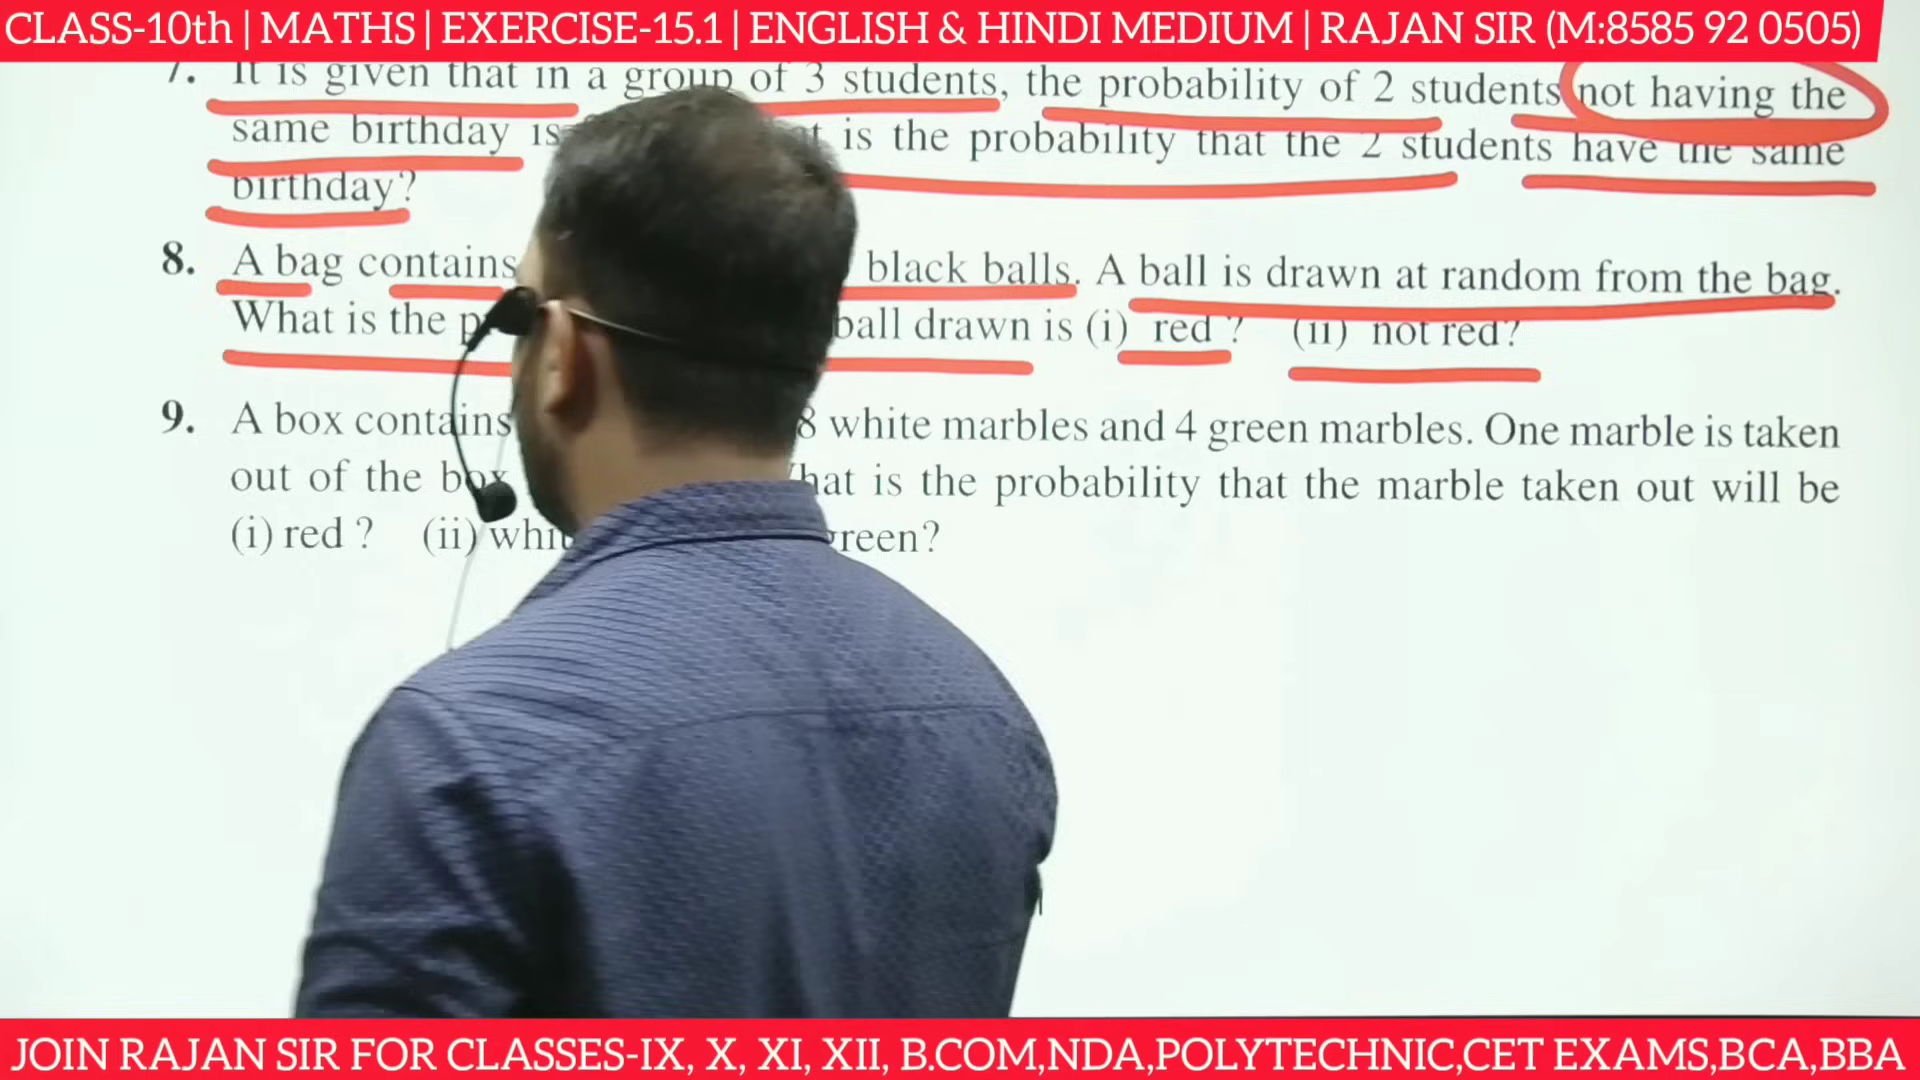 CLASS-10th | MATHS | EXERCISE-15.1 | ENGLISH & HINDI MEDIUM | RAJAN SIR (M:8585 92 0505)
7. It is given that in a group of 3 students, the probability of 2 students not having the
same birthday is is the probability that the 2 students have the same
birthday?
8. A bag contains black balls. A ball is drawn at random from the bag.
What is the ball drawn is (i) red ? (ii) not red?
9. A box contains 8 white marbles and 4 green marbles. One marble is taken
out of the box hat is the probability that the marble taken out will be
(i) red ? (ii) whit green?
JOIN RAJAN SIR FOR CLASSES-IX, X, XI, XII, B.COM,NDA,POLYTECHNIC,CET EXAMS,BCA,BBA